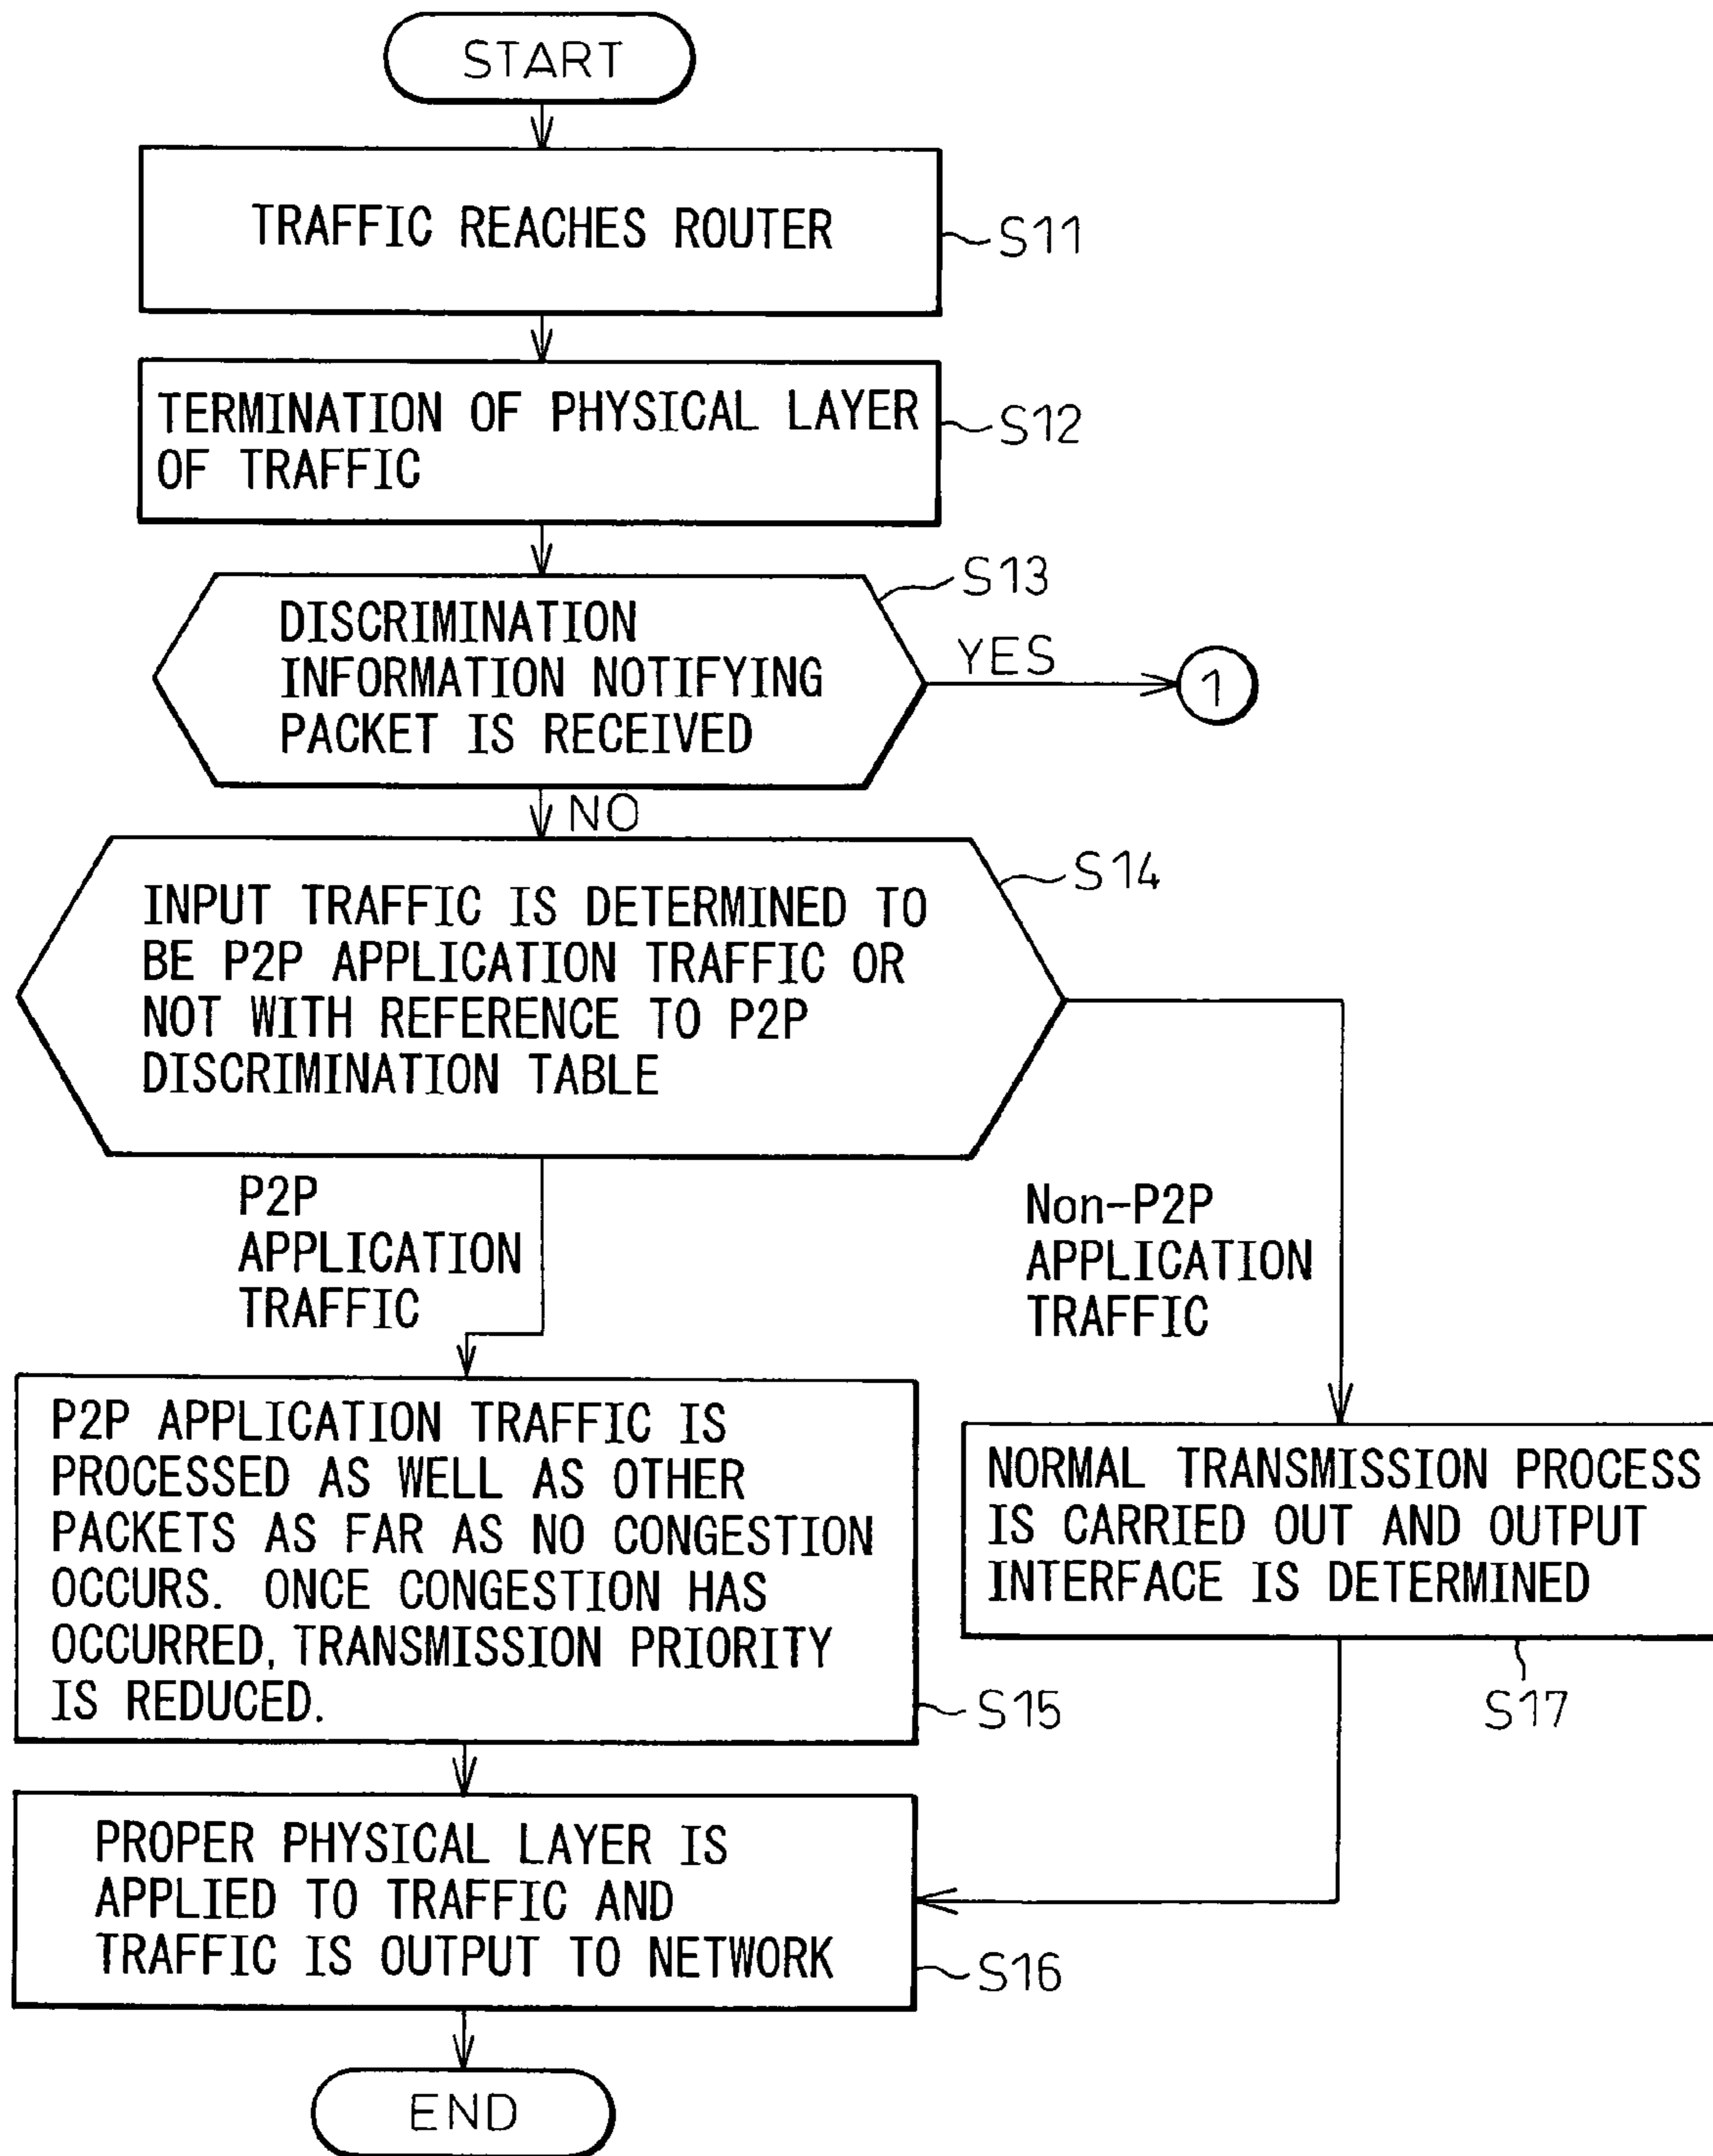 START
TRAFFIC REACHES ROUTER
S11
TERMINATION OF PHYSICAL LAYER
OF TRAFFIC
S12
S13
DISCRIMINATION
INFORMATION NOTIFYING
PACKET IS RECEIVED
YES
1
NO
S14
INPUT TRAFFIC IS DETERMINED TO
BE P2P APPLICATION TRAFFIC OR
NOT WITH REFERENCE TO P2P
DISCRIMINATION TABLE
P2P
APPLICATION
TRAFFIC
Non-P2P
APPLICATION
TRAFFIC
P2P APPLICATION TRAFFIC IS
PROCESSED AS WELL AS OTHER
PACKETS AS FAR AS NO CONGESTION
OCCURS. ONCE CONGESTION HAS
OCCURRED, TRANSMISSION PRIORITY
IS REDUCED.
S15
NORMAL TRANSMISSION PROCESS
IS CARRIED OUT AND OUTPUT
INTERFACE IS DETERMINED
S17
PROPER PHYSICAL LAYER IS
APPLIED TO TRAFFIC AND
TRAFFIC IS OUTPUT TO NETWORK
S16
END